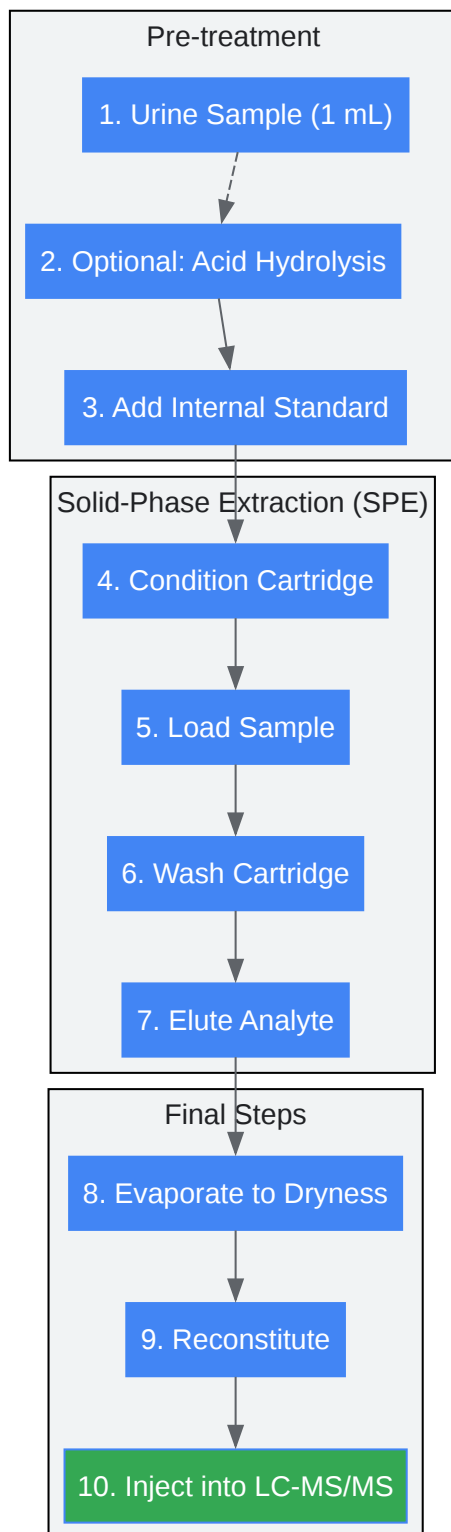 Pre-treatment
1. Urine Sample (1 mL)
2. Optional: Acid Hydrolysis
3. Add Internal Standard
Solid-Phase Extraction (SPE)
4. Condition Cartridge
5. Load Sample
6. Wash Cartridge
7. Elute Analyte
Final Steps
8. Evaporate to Dryness
9. Reconstitute
10. Inject into LC-MS/MS